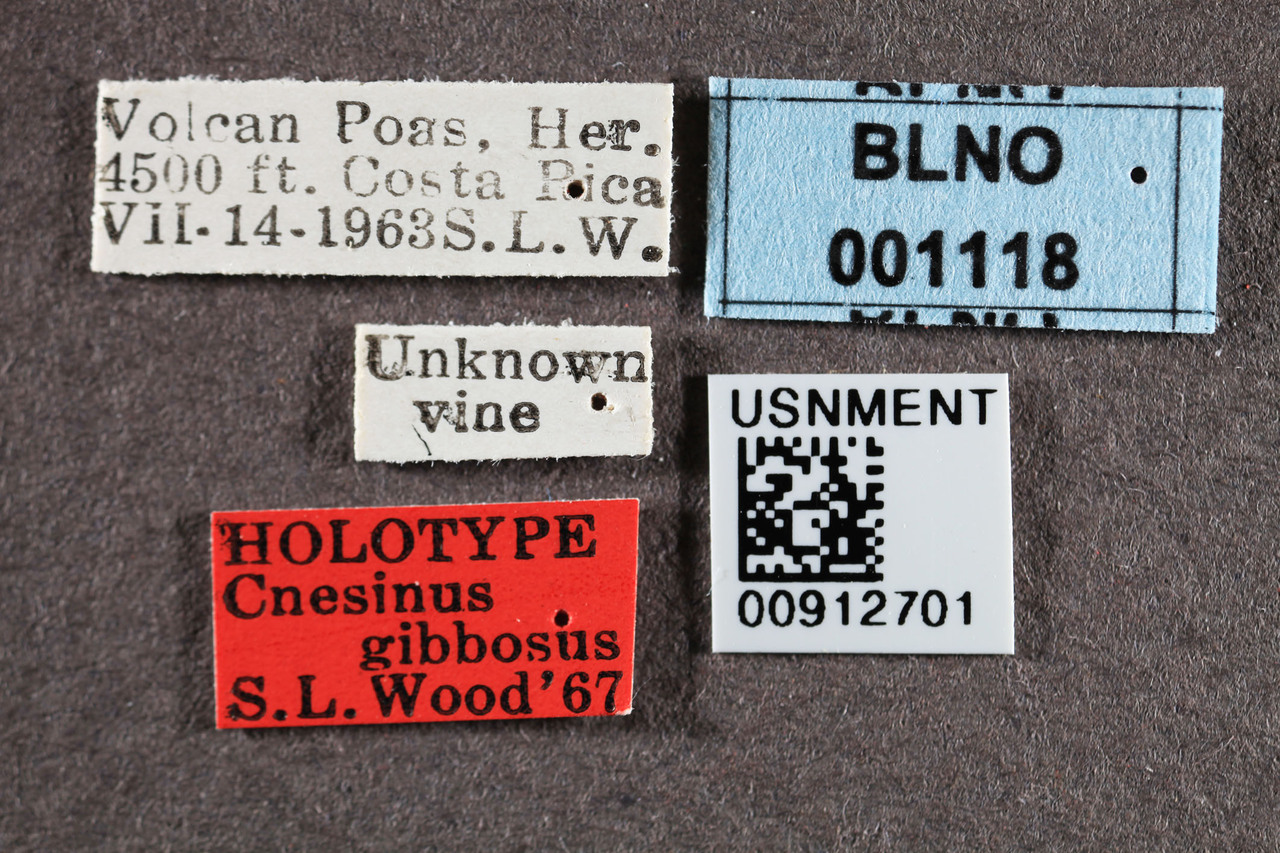 Volcan Poas, Her.
4500 ft. Costa Rica
VII-14-1963 S.L.W.
BLNO
001118
Unknown
vine
USNMENT
00912701
HOLOTYPE
Cnesinus
gibbosus
S.L. Wood '67